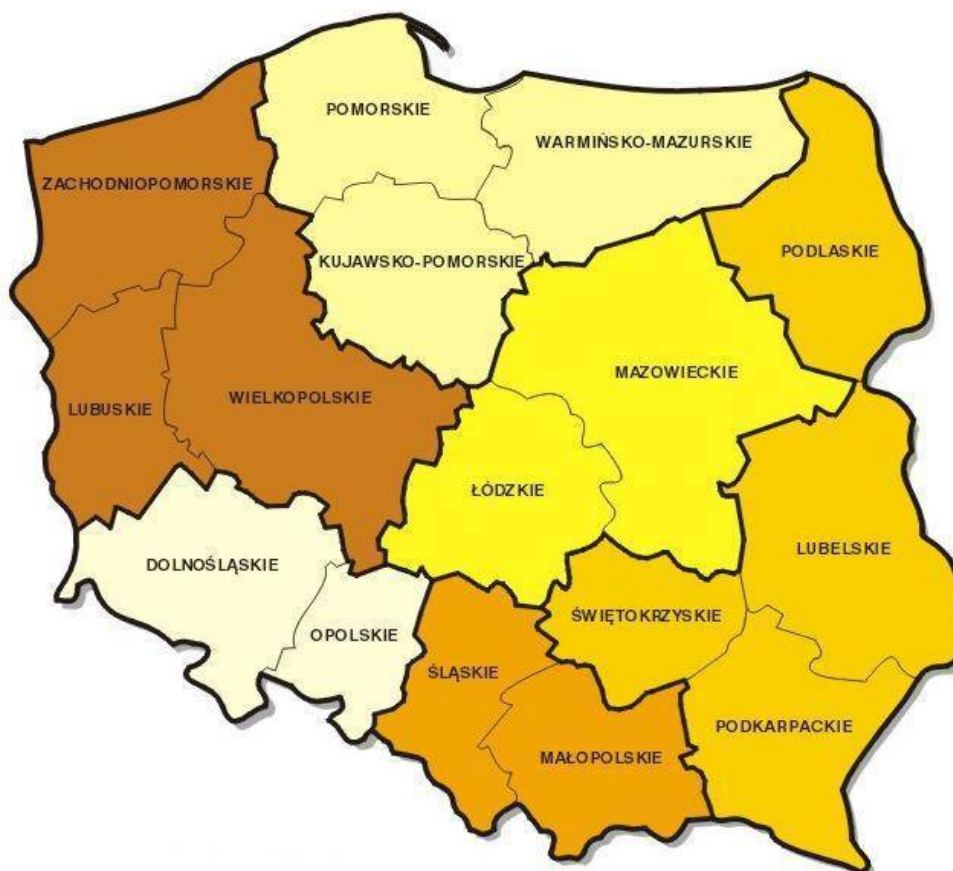 POMORSKIE
WARMIŃSKO-MAZURSKIE
ZACHODNIOPOMORSKIE
PODLASKIE
KUJAWSKO-POMORSKIE
MAZOWIECKIE
WIELKOPOLSKIE
LUBUSKIE
ŁÓDZKIE
LUBELSKIE
DOLNOŚLĄSKIE
ŚWIĘTOKRZYSKIE
OPOLSKIE
ŚLĄSKIE
PODKARPACKIE
MAŁOPOLSKIE